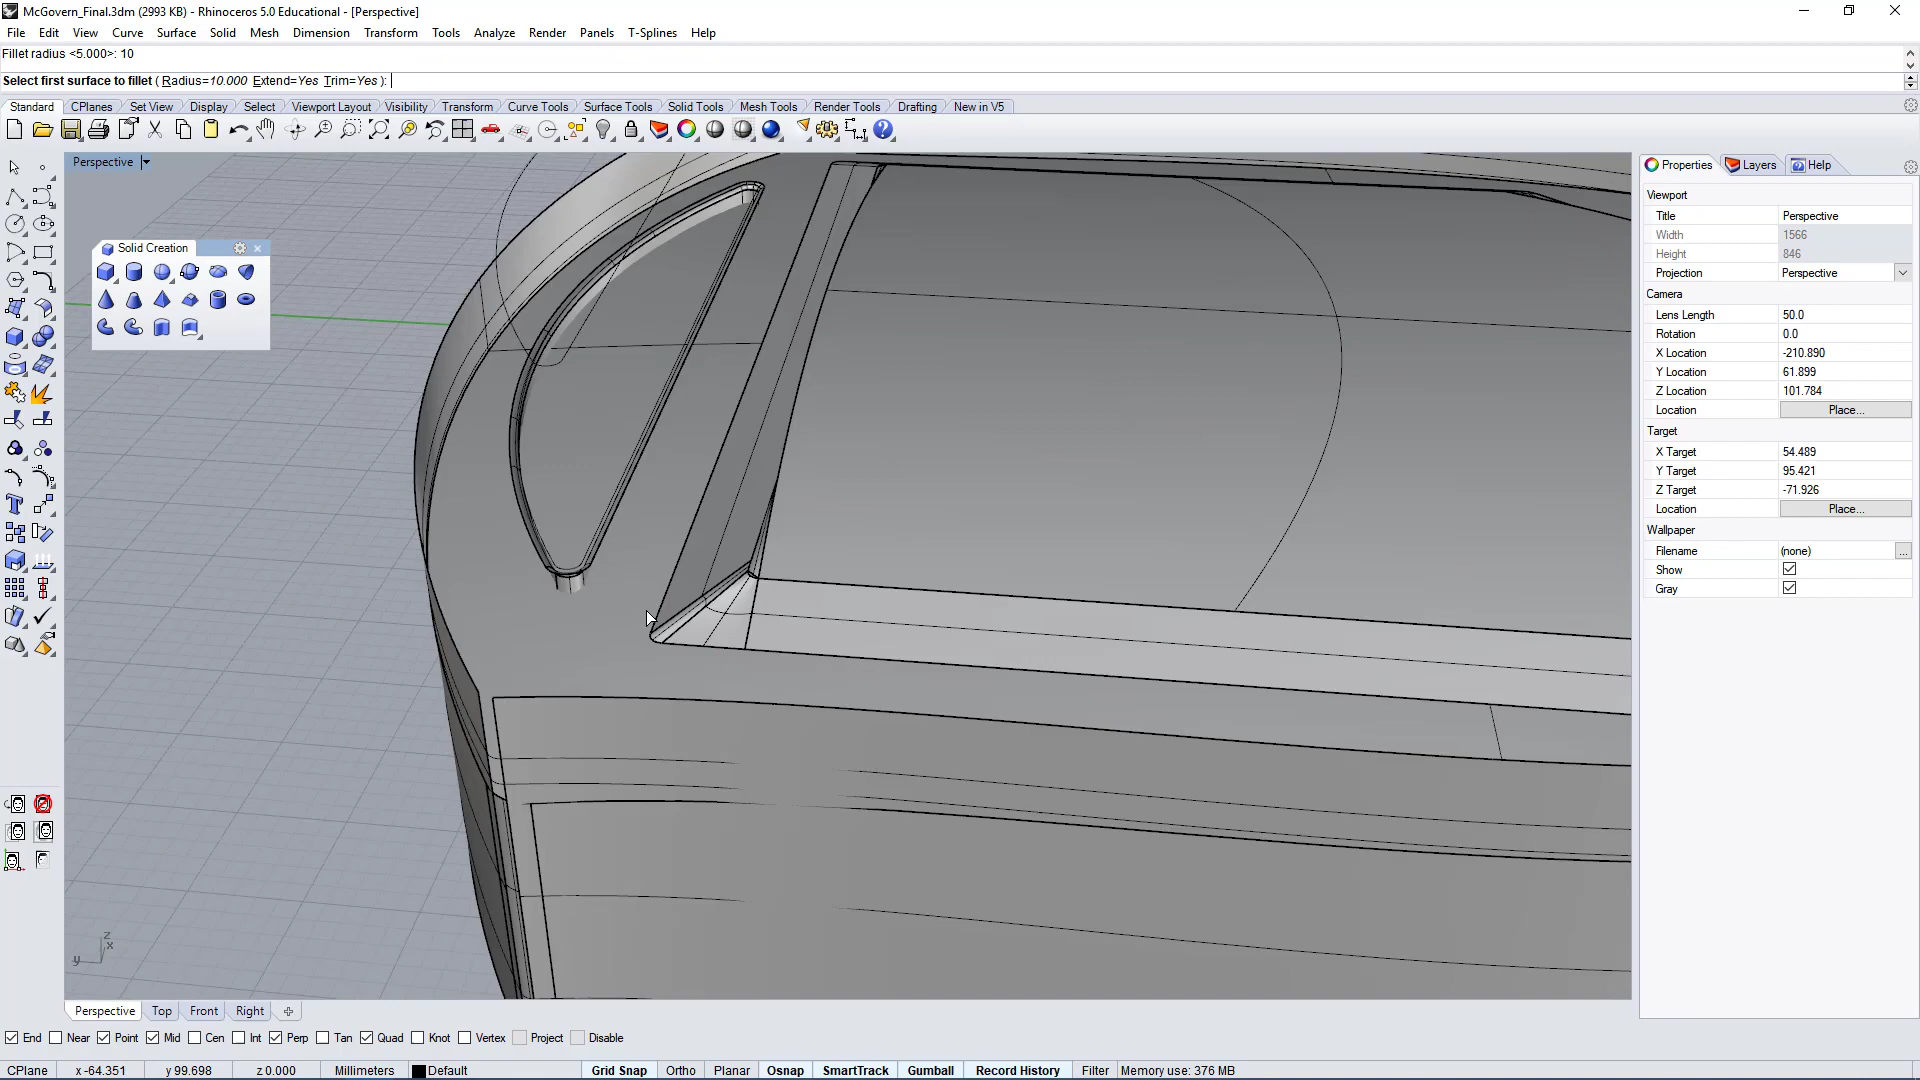 McGovern_Final.3dm (2993 KB) - Rhinoceros 5.0 Educational - [Perspective]
File Edit View Curve Surface Solid Mesh Dimension Transform Tools Analyze Render Panels T-Splines Help
Fillet radius <5.000>: 10
Select first surface to fillet ( Radius=10.000 Extend=Yes Trim=Yes ):
Standard CPlanes Set View Display Select Viewport Layout Visibility Transform Curve Tools Surface Tools Solid Tools Mesh Tools Render Tools Drafting New in V5
Perspective
Solid Creation
Properties Layers Help
Viewport
Title Perspective
Width 1566
Height 846
Projection Perspective
Camera
Lens Length 50.0
Rotation 0.0
X Location -210.890
Y Location 61.899
Z Location 101.784
Location Place...
Target
X Target 54.489
Y Target 95.421
Z Target -71.926
Location Place...
Wallpaper
Filename (none) ...
Show
Gray
z
x
y
Perspective Top Front Right
End Near Point Mid Cen Int Perp Tan Quad Knot Vertex Project Disable
CPlane x -64.351 y 99.698 z 0.000 Millimeters Default Grid Snap Ortho Planar Osnap SmartTrack Gumball Record History Filter Memory use: 376 MB